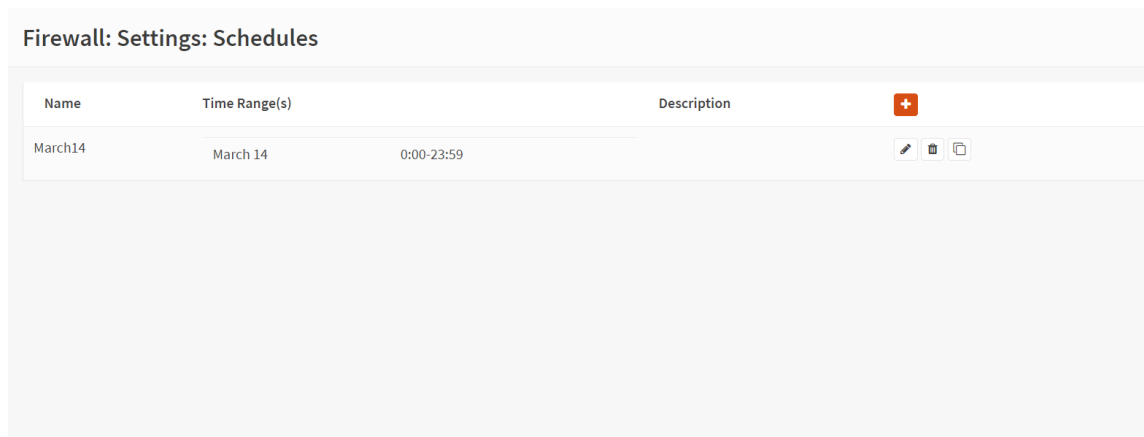 Firewall: Settings: Schedules
Name Time Range(s) Description
March14 March 14 0:00-23:59